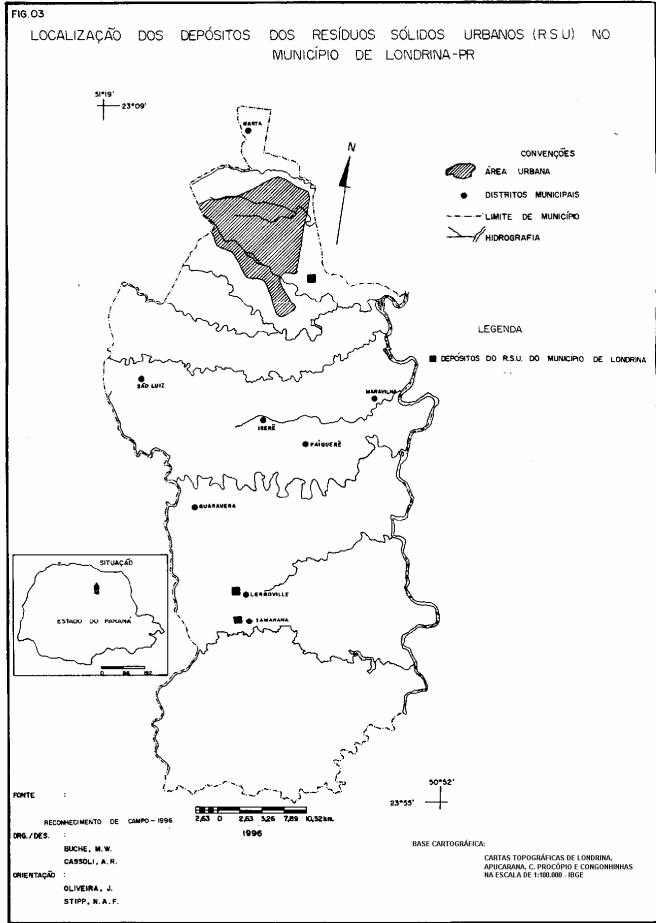 FIG.03
LOCALIZAÇÃO DOS DEPÓSITOS DOS RESÍDUOS SÓLIDOS URBANOS (R.S.U) NO
MUNICÍPIO DE LONDRINA-PR
51°19'
23°09'
WARTA
N
CONVENÇÕES
ÁREA URBANA
DISTRITOS MUNICIPAIS
LIMITE DE MUNICÍPIO
HIDROGRAFIA
LEGENDA
DEPÓSITOS DO R.S.U. DO MUNICÍPIO DE LONDRINA
SÃO LUIZ
MARAVILHA
IRERÊ
PAIQUERÊ
GUARAVERA
SITUAÇÃO
ESTADO DO PARANÁ
0 96 192
LERROVILLE
TAMARANA
50°52'
23°55'
FONTE :
RECONHECIMENTO DE CAMPO-1996.
2,63 0 2,63 5,26 7,89 10,52km.
1996
ORG./DES. :
BUCHE, M.W.
CASSOLI, A.R.
ORIENTAÇÃO :
OLIVEIRA, J.
STIPP, N.A.F.
BASE CARTOGRÁFICA:
CARTAS TOPOGRÁFICAS DE LONDRINA,
APUCARANA, C. PROCÓPIO E CONGONHINHAS
NA ESCALA DE 1:100.000 - IBGE